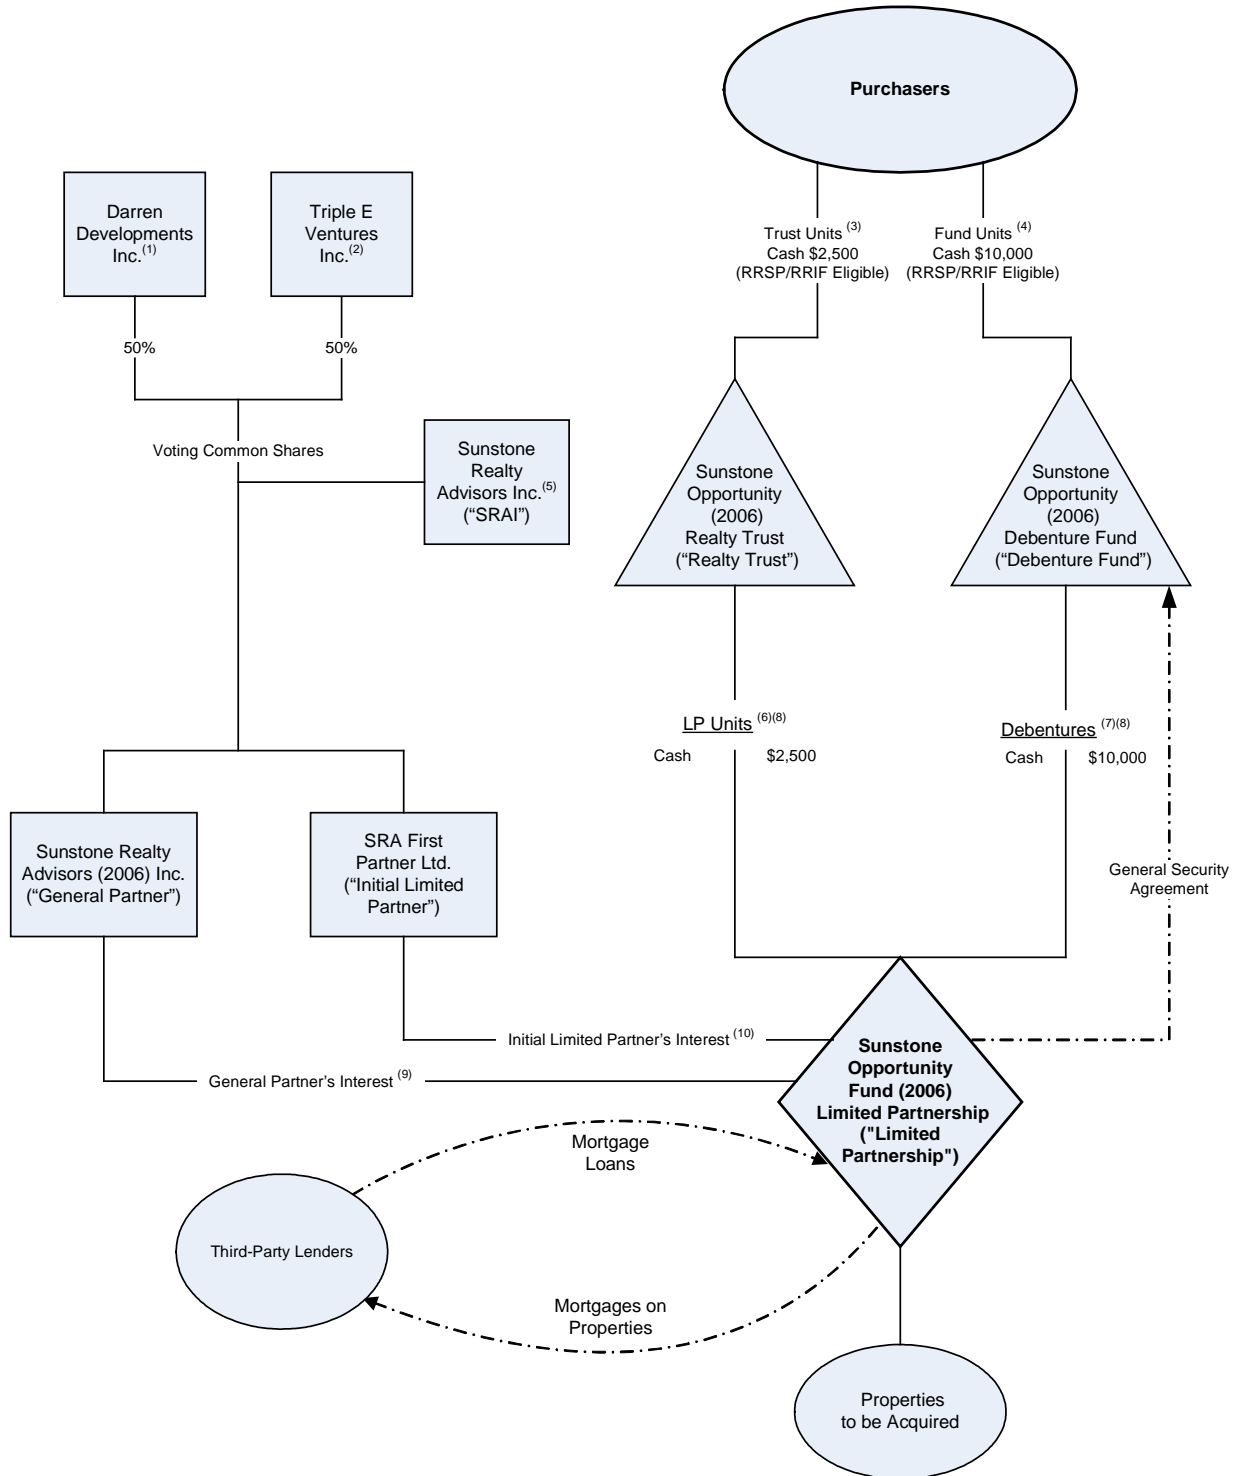 Purchasers
Darren
Developments
Inc.(1)
Triple E
Ventures
Inc.(2)
Trust Units (3)
Cash $2,500
(RRSP/RRIF Eligible)
Fund Units (4)
Cash $10,000
(RRSP/RRIF Eligible)
50%
50%
Voting Common Shares
Sunstone
Realty
Advisors Inc.(5)
(“SRAI”)
Sunstone
Opportunity
(2006)
Realty Trust
(“Realty Trust”)
Sunstone
Opportunity
(2006)
Debenture Fund
(“Debenture Fund”)
LP Units (6)(8)
Cash $2,500
Debentures (7)(8)
Cash $10,000
Sunstone Realty
Advisors (2006) Inc.
(“General Partner”)
SRA First
Partner Ltd.
(“Initial Limited
Partner”)
General Security
Agreement
Initial Limited Partner’s Interest (10)
General Partner’s Interest (9)
Sunstone
Opportunity
Fund (2006)
Limited Partnership
("Limited
Partnership")
Mortgage
Loans
Third-Party Lenders
Mortgages on
Properties
Properties
to be Acquired